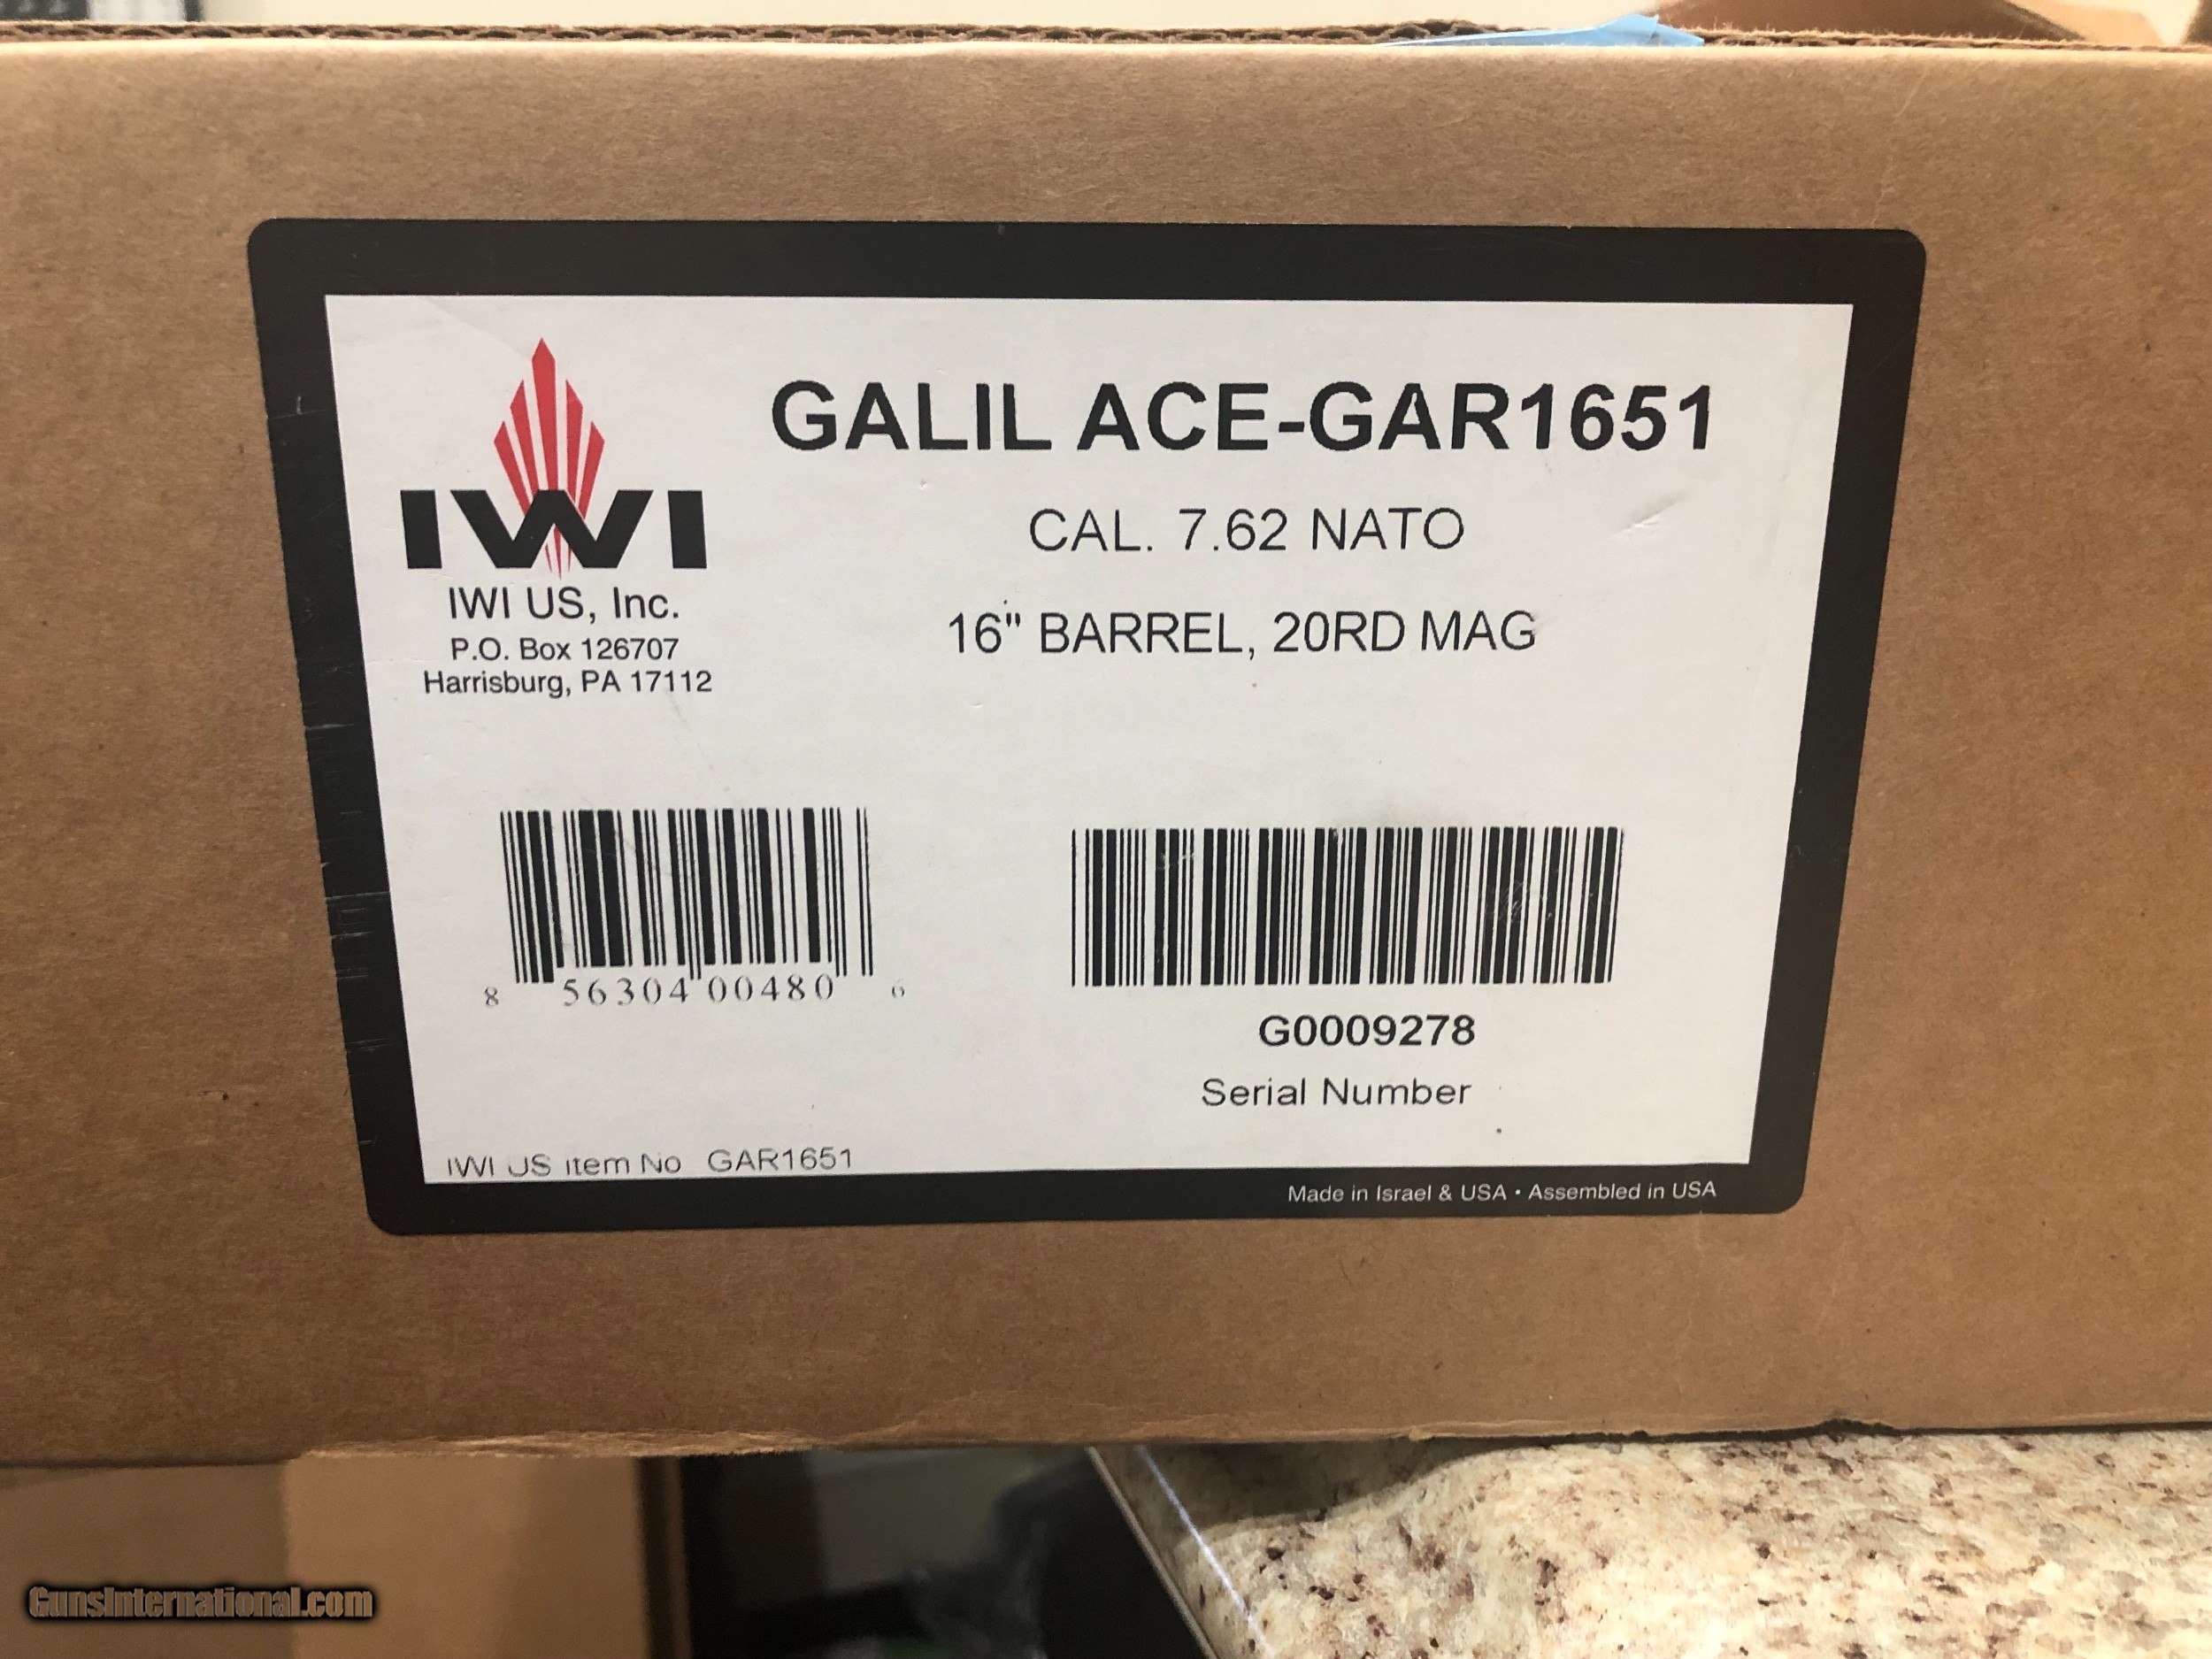 GALIL ACE-GAR1651
CAL. 7.62 NATO
16" BARREL, 20RD MAG
IWI
IWI US, Inc.
P.O. Box 126707
Harrisburg, PA 17112
8 56304 00480 6
G0009278
Serial Number
IWI US item No GAR1651
Made in Israel & USA • Assembled in USA
GunsInternational.com